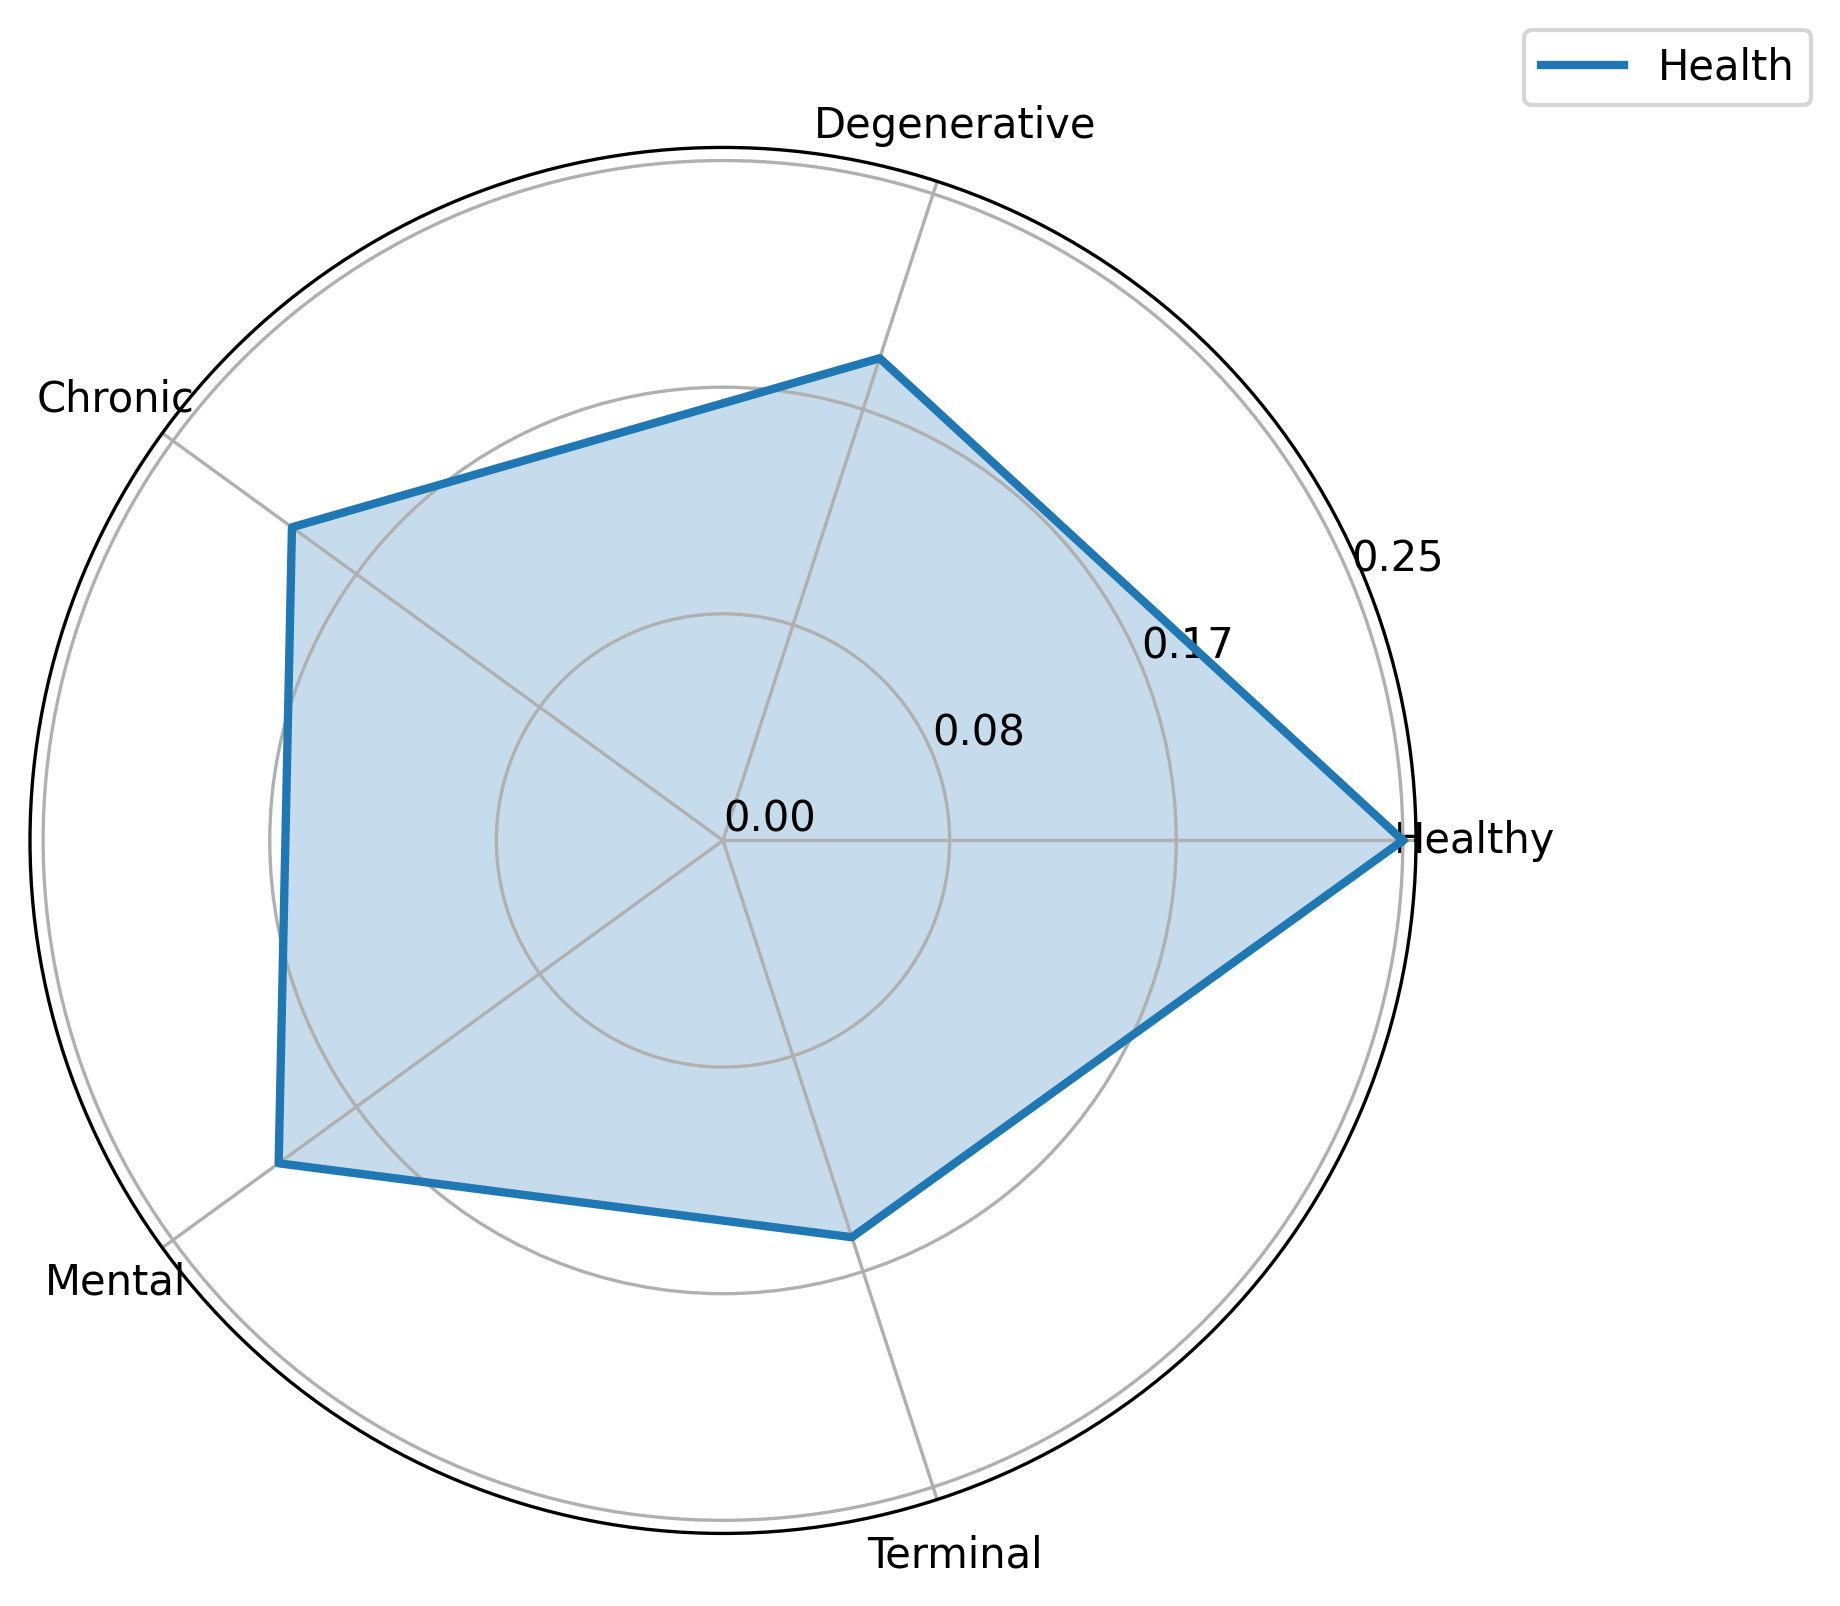 Health
Degenerative
Chronic
0.25
0.17
0.08
0.00
Healthy
Mental
Terminal